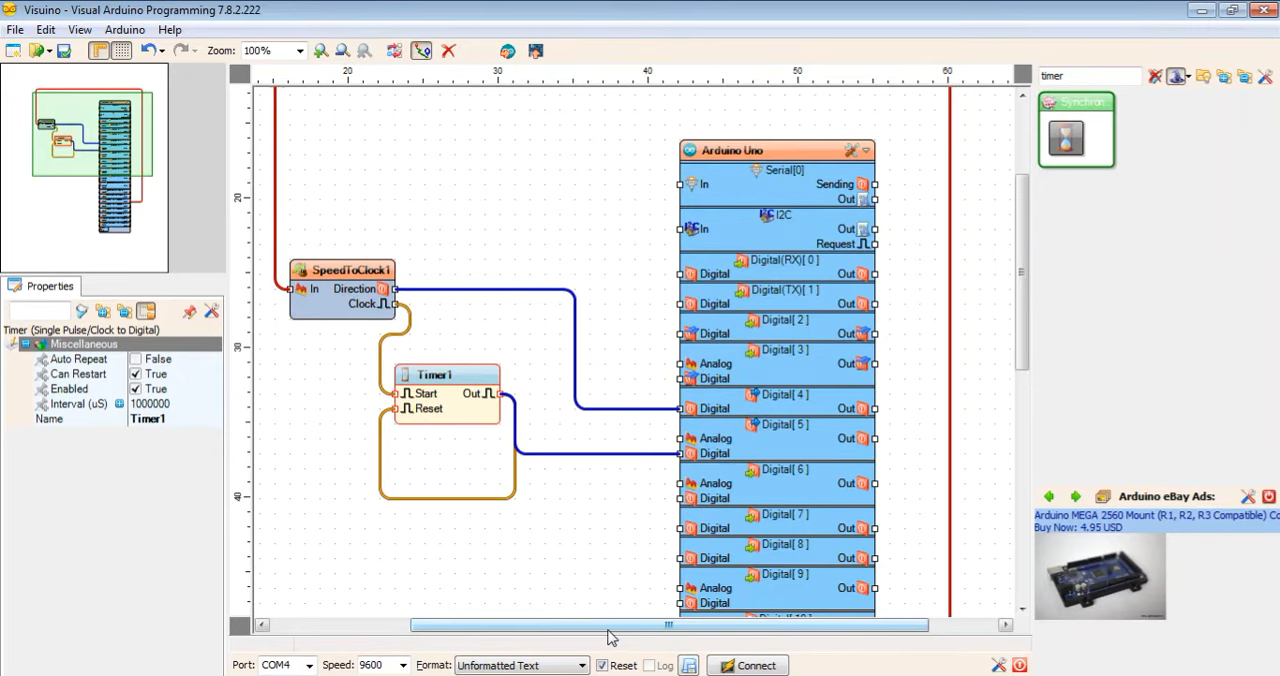 Visuino - Visual Arduino Programming 7.8.2.222
File Edit View Arduino Help
Zoom: 100%
timer
Synchron
20 30 40 50 60
20
30
40
Arduino Uno
Serial[0]
In Sending
Out
I2C
In Out
Request
Digital(RX)[ 0 ]
Digital Out
Digital(TX)[ 1 ]
Digital Out
Digital[ 2 ]
Digital Out
Digital[ 3 ]
Analog Out
Digital
Digital[ 4 ]
Digital Out
Digital[ 5 ]
Analog Out
Digital
Digital[ 6 ]
Analog Out
Digital
Digital[ 7 ]
Digital Out
Digital[ 8 ]
Digital Out
Digital[ 9 ]
Analog Out
Digital
SpeedToClock1
In Direction
Clock
Timer1
Start Out
Reset
Properties
Timer (Single Pulse/Clock to Digital)
Miscellaneous
Auto Repeat False
Can Restart True
Enabled True
Interval (uS) 1000000
Name Timer1
Arduino eBay Ads:
Arduino MEGA 2560 Mount (R1, R2, R3 Compatible) Co
Buy Now: 4.95 USD
Port: COM4 Speed: 9600 Format: Unformatted Text Reset Log Connect